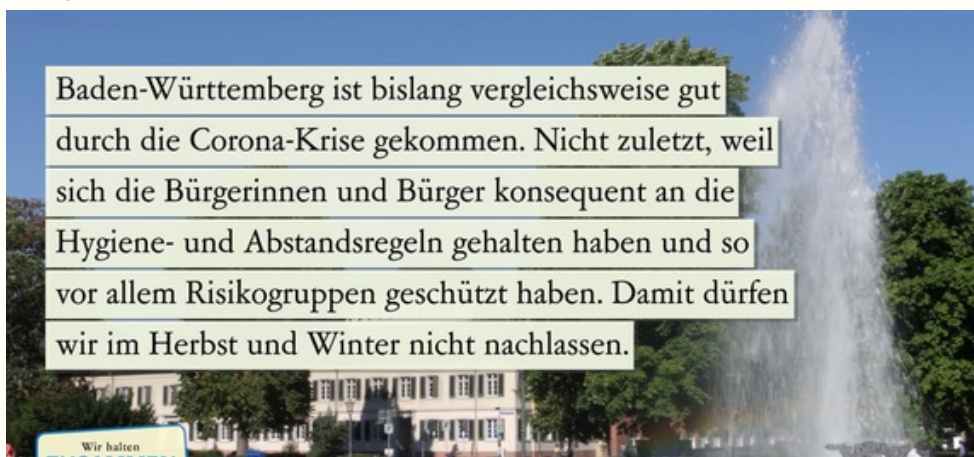 Baden-Württemberg ist bislang vergleichsweise gut
durch die Corona-Krise gekommen. Nicht zuletzt, weil
sich die Bürgerinnen und Bürger konsequent an die
Hygiene- und Abstandsregeln gehalten haben und so
vor allem Risikogruppen geschützt haben. Damit dürfen
wir im Herbst und Winter nicht nachlassen.
Wir halten